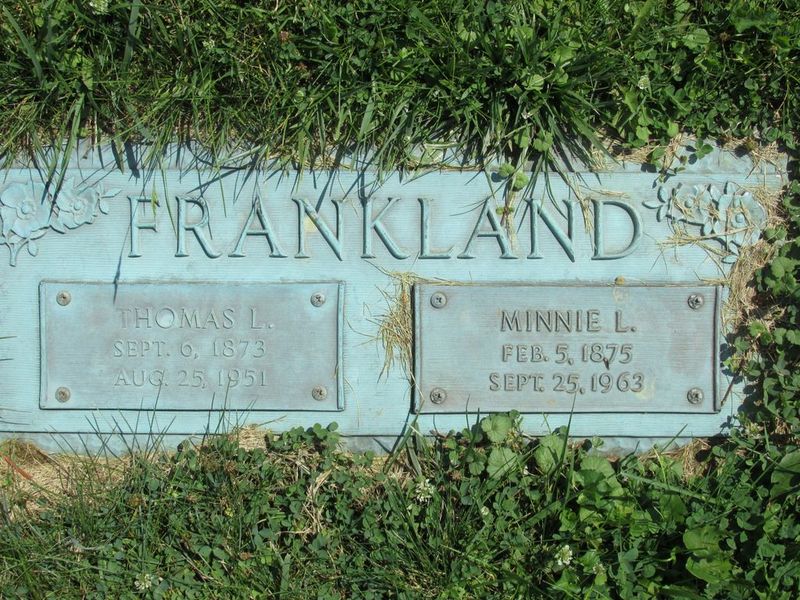 FRANKLAND
THOMAS L.
SEPT. 6, 1873
AUG. 25, 1951
MINNIE L.
FEB. 5, 1875
SEPT. 25, 1963